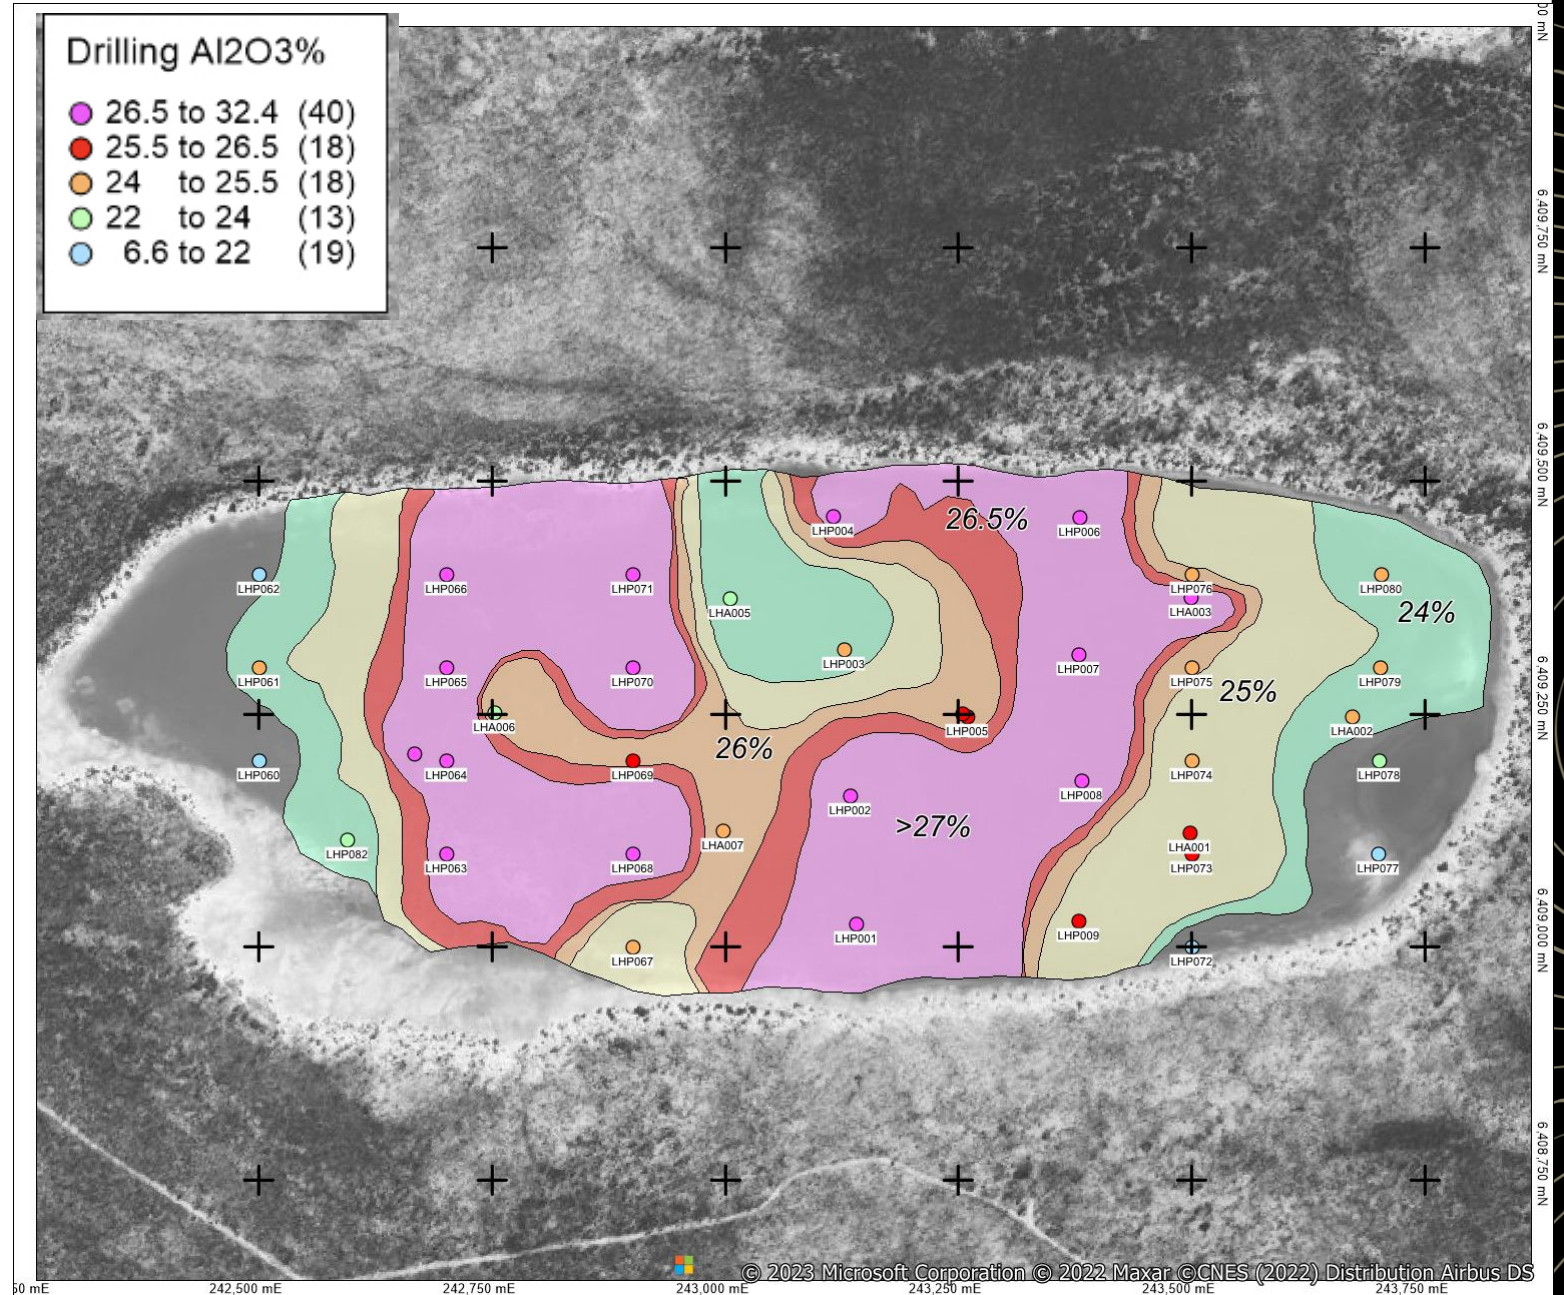 Drilling Al2O3%
26.5 to 32.4 (40)
25.5 to 26.5 (18)
24 to 25.5 (18)
22 to 24 (13)
6.6 to 22 (19)
00 mN
6,409,750 mN
6,409,500 mN
6,409,250 mN
6,409,000 mN
6,408,750 mN
26.5%
LHP004
LHP006
LHP062
LHP066
LHP071
LHP076
LHP080
LHA005
LHA003
24%
LHP003
LHP007
LHP061
LHP065
LHP070
LHP075
LHP079
25%
LHA006
LHP005
LHA002
26%
LHP060
LHP064
LHP069
LHP074
LHP078
LHP002
LHP008
>27%
LHA007
LHA001
LHP082
LHP063
LHP068
LHP073
LHP077
LHP001
LHP009
LHP067
LHP072
© 2023 Microsoft Corporation © 2022 Maxar ©CNES (2022) Distribution Airbus DS
50 mE
242,500 mE
242,750 mE
243,000 mE
243,250 mE
243,500 mE
243,750 mE